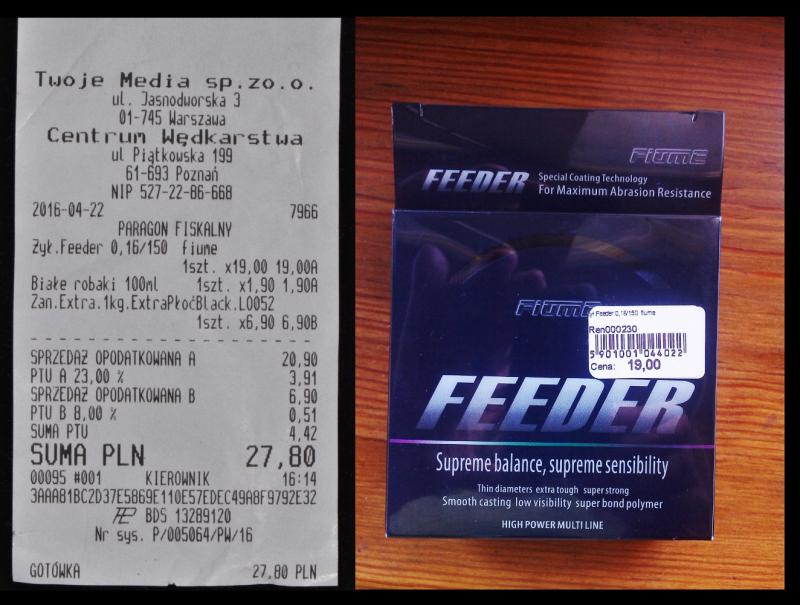 Twoje Media sp.zo.o.
ul. Jasnodworska 3
01-745 Warszawa
Centrum Wędkarstwa
ul Piątkowska 199
61-693 Poznań
NIP 527-22-86-668
2016-04-22 7966
PARAGON FISKALNY
Żył.Feeder 0,16/150 fiume
1szt. x19,00 19,00A
Białe robaki 100ml 1szt. x1,90 1,90A
Zan.Extra.1kg.ExtraPłoćBlack.L0052
1szt. x6,90 6,90B
SPRZEDAŻ OPODATKOWANA A 20,90
PTU A 23,00 % 3,91
SPRZEDAŻ OPODATKOWANA B 6,90
PTU B 8,00 % 0,51
SUMA PTU 4,42
SUMA PLN 27,80
00095 #001 KIEROWNIK 16:14
3AAA81BC2D37E5869E110E57EDEC49A8F9792E32
BDS 13289120
Nr sys. P/005064/PW/16
GOTÓWKA 27,80 PLN
FIUME
FEEDER Special Coating Technology
For Maximum Abrasion Resistance
FIUME
Feeder 0,16/150 fiume
Ren000230
5 901001 044022
Cena: 19,00
FEEDER
Supreme balance, supreme sensibility
Thin diameters extra tough super strong
Smooth casting low visibility super bond polymer
HIGH POWER MULTI LINE